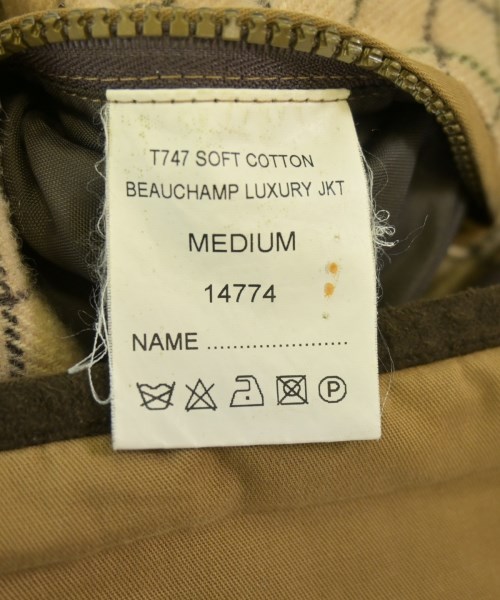 T747 SOFT COTTON
BEAUCHAMP LUXURY JKT
MEDIUM
14774
NAME ......................
P